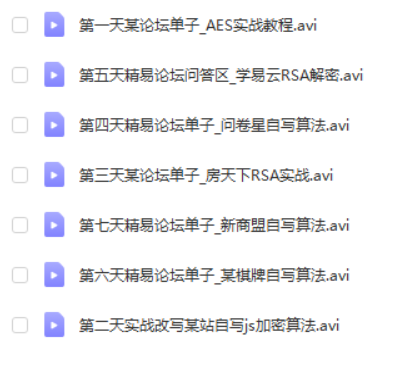 第一天某论坛单子_AES实战教程.avi
第五天精易论坛问答区_学易云RSA解密.avi
第四天精易论坛单子_问卷星自写算法.avi
第三天某论坛单子_房天下RSA实战.avi
第七天精易论坛单子_新商盟自写算法.avi
第六天精易论坛单子_某棋牌自写算法.avi
第二天实战改写某站自写js加密算法.avi